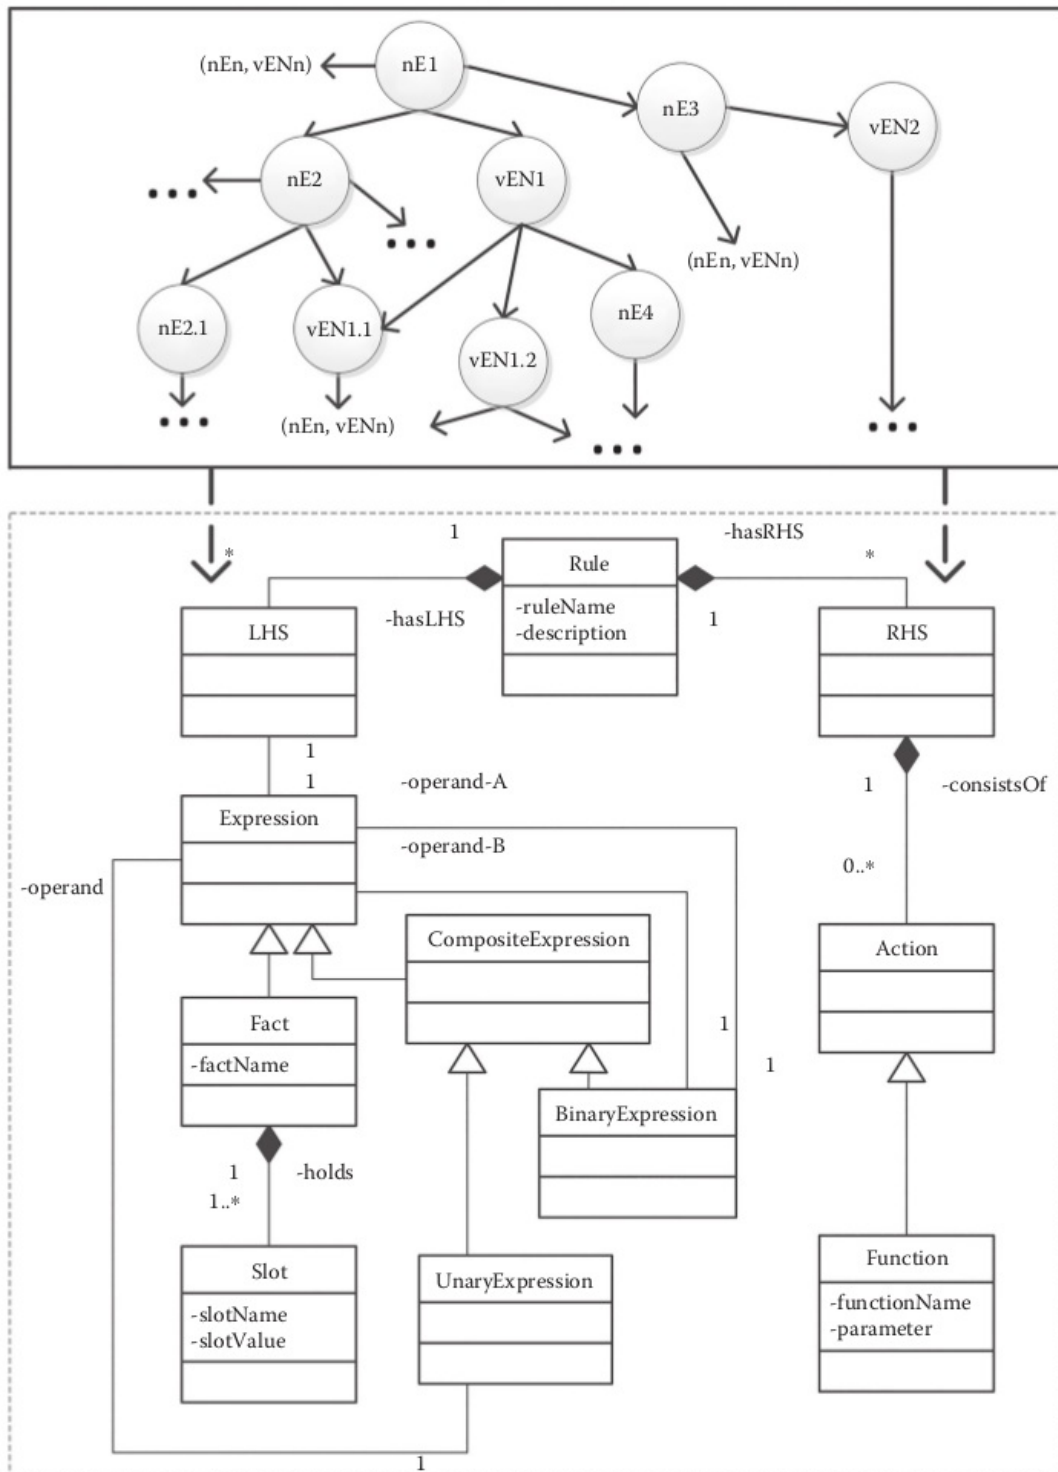 nE1
(nEn, vENn)
nE3
vEN2
nE2
vEN1
...
...
(nEn, vENn)
nE2.1
vEN1.1
nE4
vEN1.2
...
(nEn, vENn)
...
...
*
1
-hasRHS
*
Rule
-ruleName
-description
-hasLHS
1
LHS
RHS
1
1
-operand-A
1
-consistsOf
Expression
-operand-B
-operand
0..*
CompositeExpression
Action
Fact
-factName
1
1
BinaryExpression
1
-holds
1..*
Slot
-slotName
-slotValue
UnaryExpression
Function
-functionName
-parameter
1